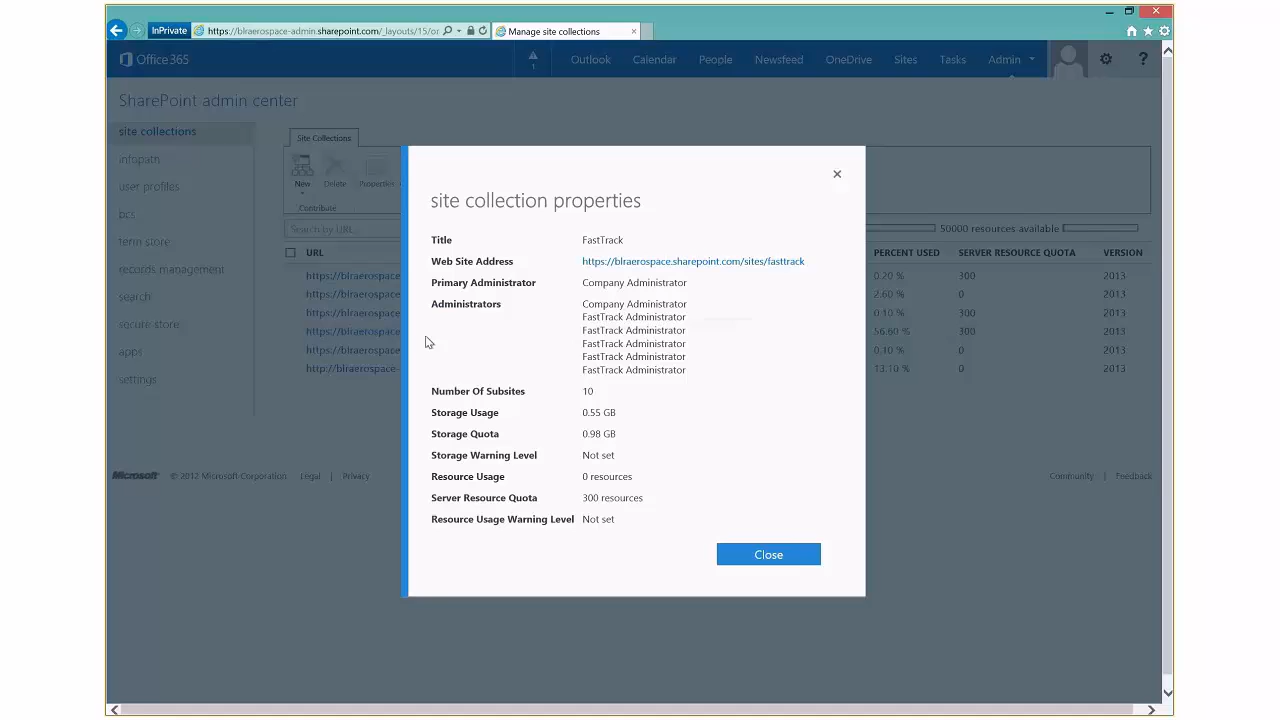 InPrivate https://blraerospace-admin.sharepoint.com/_layouts/15/or Manage site collections
Office 365 1 Outlook Calendar People Newsfeed OneDrive Sites Tasks Admin ?
SharePoint admin center
site collections
infopath
user profiles
bcs
term store
records management
search
secure store
apps
settings
Site Collections
New Delete Properties
Contribute
Search by URL
50000 resources available
URL PERCENT USED SERVER RESOURCE QUOTA VERSION
https://blraerospace 0.20 % 300 2013
https://blraerospace 2.60 % 0 2013
https://blraerospace 0.10 % 300 2013
https://blraerospace 56.60 % 300 2013
https://blraerospace 0.10 % 0 2013
http://blraerospace- 13.10 % 0 2013
site collection properties
Title FastTrack
Web Site Address https://blraerospace.sharepoint.com/sites/fasttrack
Primary Administrator Company Administrator
Administrators Company Administrator
FastTrack Administrator
FastTrack Administrator
FastTrack Administrator
FastTrack Administrator
FastTrack Administrator
Number Of Subsites 10
Storage Usage 0.55 GB
Storage Quota 0.98 GB
Storage Warning Level Not set
Resource Usage 0 resources
Server Resource Quota 300 resources
Resource Usage Warning Level Not set
Close
Microsoft © 2012 Microsoft Corporation Legal | Privacy Community | Feedback